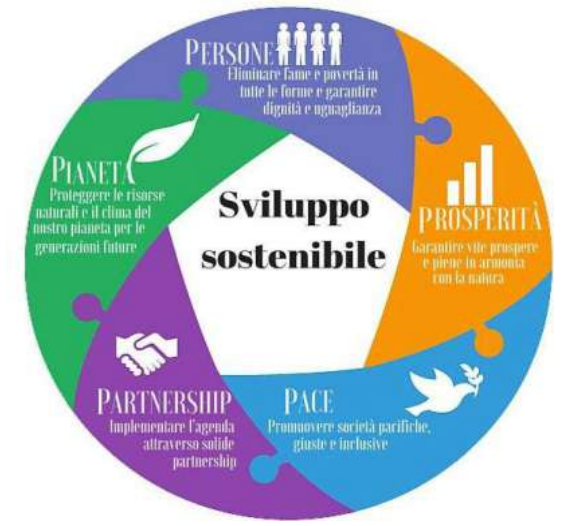 PERSONE
Eliminare fame e povertà in
tutte le forme e garantire
dignità e uguaglianza
PIANETA
Proteggere le risorse
naturali e il clima del
nostro pianeta per le
generazioni future
Sviluppo
sostenibile
PROSPERITÀ
Garantire vite prospere
e piene in armonia
con la natura
PARTNERSHIP
Implementare l'agenda
attraverso solide
partnership
PACE
Promuovere società pacifiche,
giuste e inclusive